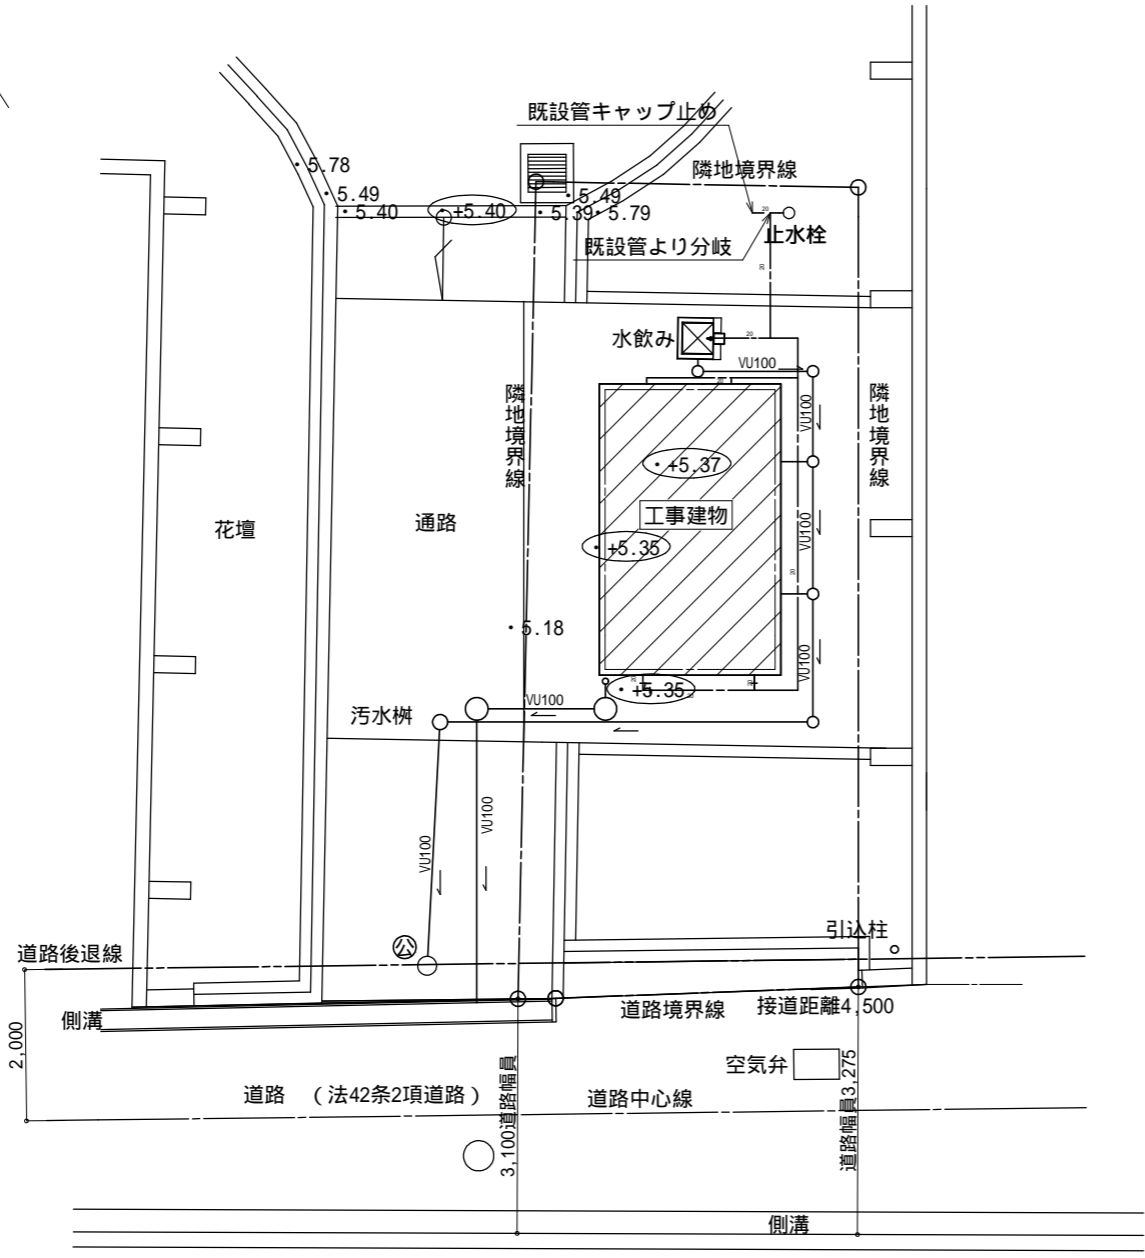 既設管キャップ止め
隣地境界線
5.78
5.49
5.40
+5.40
5.49
5.39
5.79
20
止水栓
既設管より分岐
20
水飲み
20
VU100
20
隣地境界線
隣地境界線
VU100
+5.37
工事建物
花壇
通路
VU100
+5.35
20
5.18
VU100
20
+5.35
20
VU100
汚水桝
VU100
VU100
公
引込柱
道路後退線
側溝
道路境界線
接道距離4,500
2,000
空気弁
道路 (法42条2項道路)
道路中心線
3,100道路幅員
道路幅員3,275
側溝